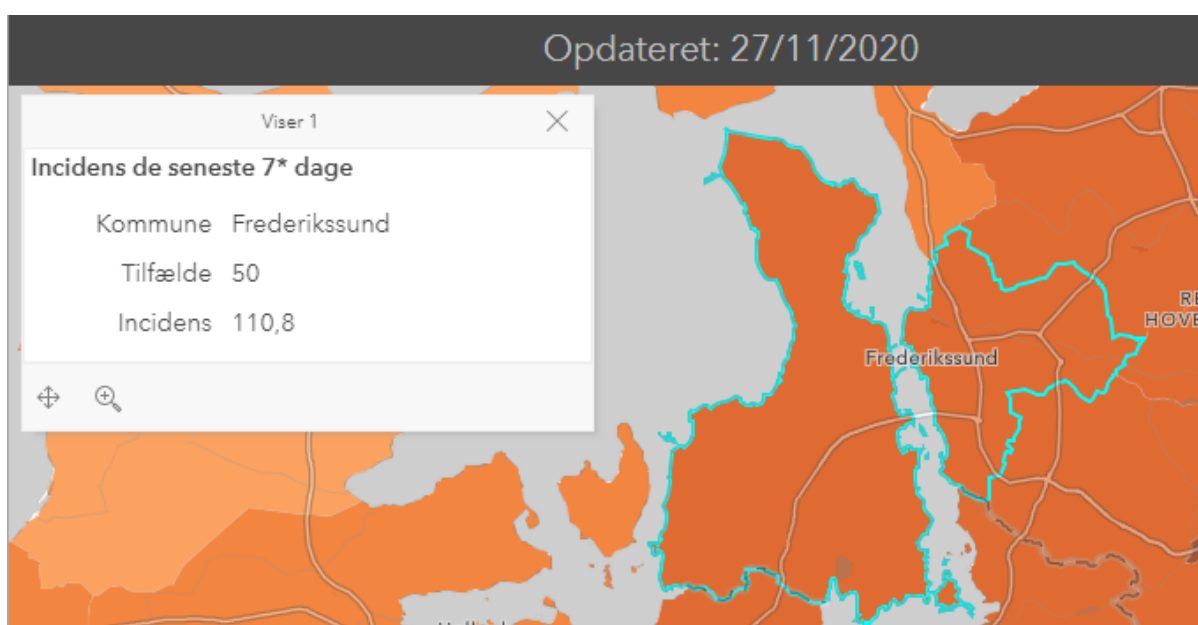 Opdateret: 27/11/2020
Viser 1
Incidens de seneste 7* dage
Kommune Frederikssund
Tilfælde 50
Incidens 110,8
Frederikssund